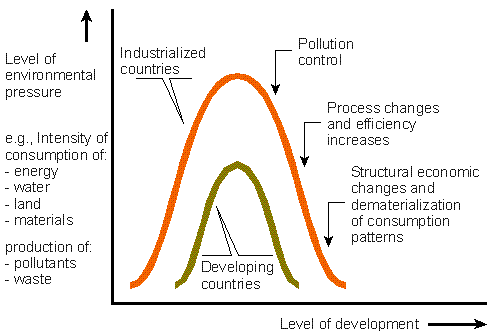 Level of
environmental
pressure
e.g., Intensity of
consumption of:
- energy
- water
- land
- materials
production of:
- pollutants
- waste
Industrialized
countries
Pollution
control
Process changes
and efficiency
increases
Structural economic
changes and
dematerialization
of consumption
patterns
Developing
countries
Level of development